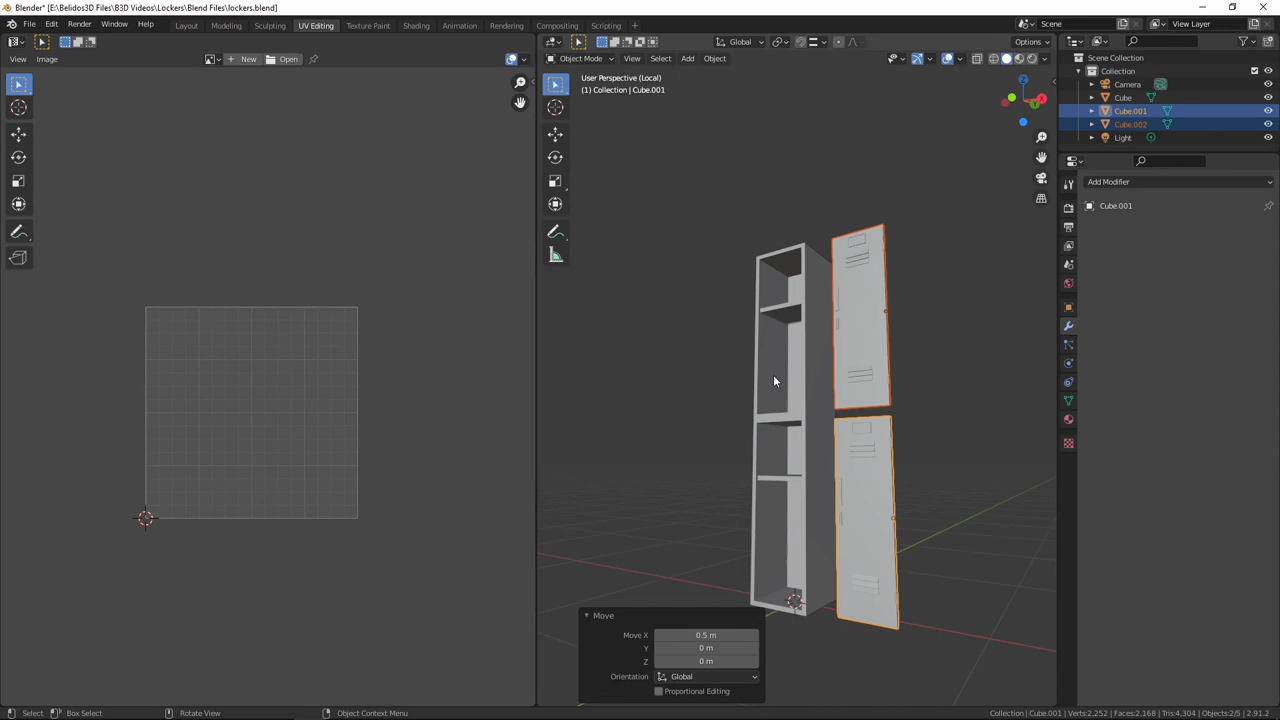 Blender* [E:\Belidos3D Files\B3D Videos\Lockers\Blend Files\lockers.blend]
File Edit Render Window Help Layout Modeling Sculpting UV Editing Texture Paint Shading Animation Rendering Compositing Scripting + Scene View Layer
Global Options
View Image + New Open Object Mode View Select Add Object Scene Collection
Collection
User Perspective (Local)
(1) Collection | Cube.001
Camera
Cube
Cube.001
Cube.002
Light
X
Y
Z
Add Modifier
Cube.001
Move
Move X 0.5 m
Y 0 m
Z 0 m
Orientation Global
Proportional Editing
Select Box Select Rotate View Object Context Menu Collection | Cube.001 | Verts:2,252 | Faces:2,168 | Tris:4,304 | Objects:2/5 | 2.91.2